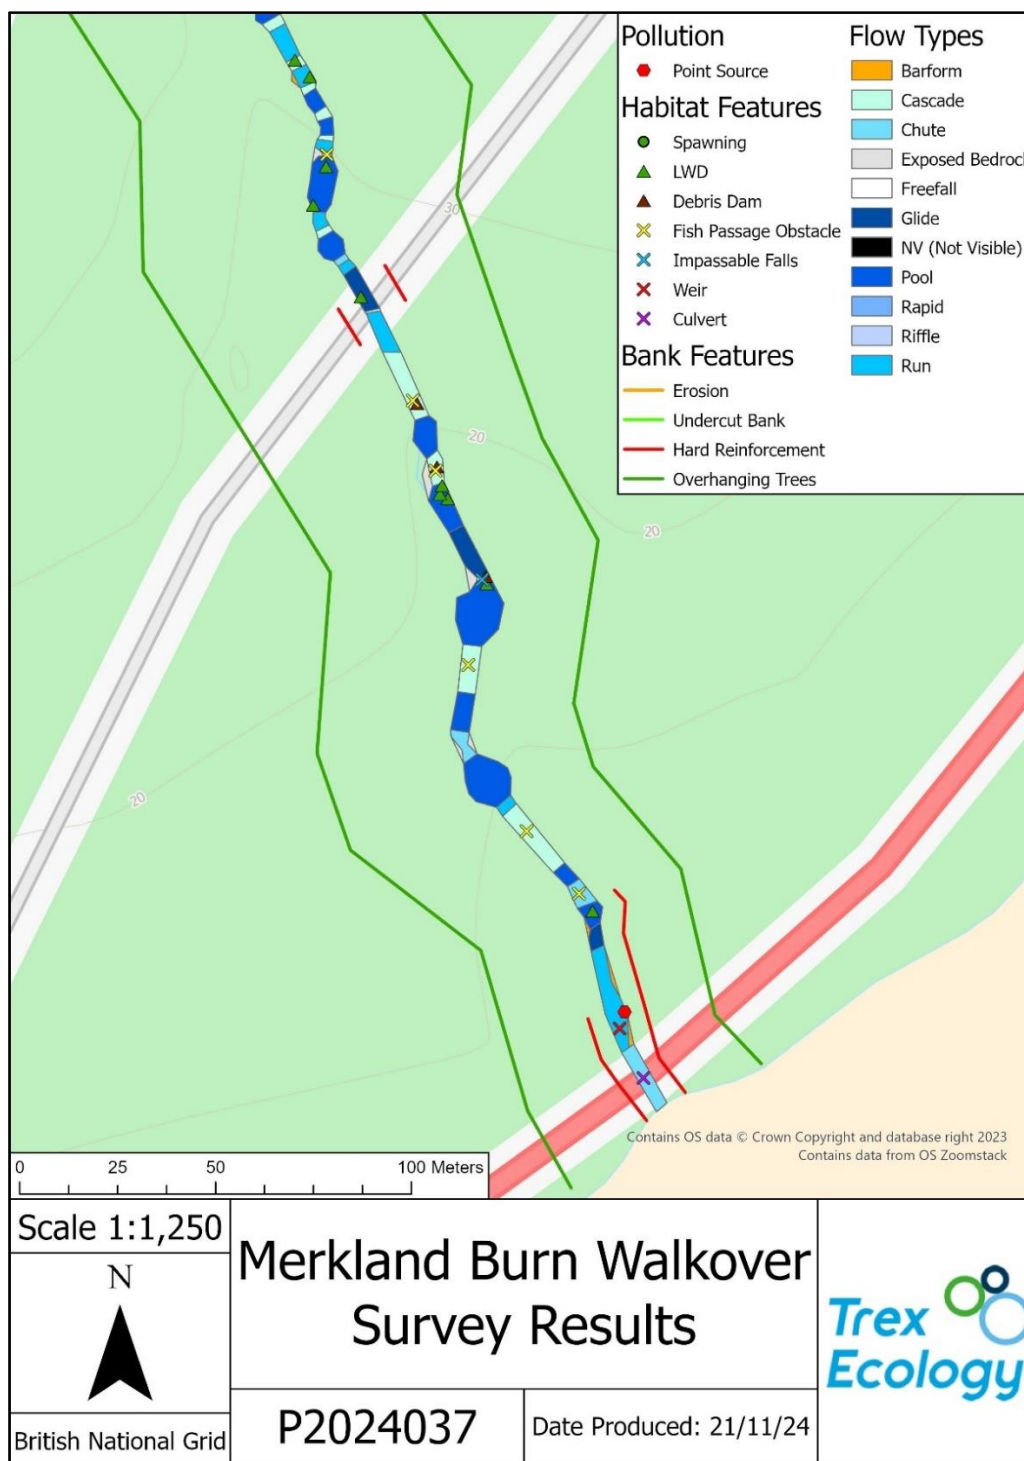 Pollution
Point Source
Habitat Features
Spawning
LWD
Debris Dam
Fish Passage Obstacle
Impassable Falls
Weir
Culvert
Bank Features
Erosion
Undercut Bank
Hard Reinforcement
Overhanging Trees
Flow Types
Barform
Cascade
Chute
Exposed Bedroc
Freefall
Glide
NV (Not Visible)
Pool
Rapid
Riffle
Run
30
20
20
20
Contains OS data © Crown Copyright and database right 2023
Contains data from OS Zoomstack
0 25 50 100 Meters
Scale 1:1,250
N
British National Grid
Merkland Burn Walkover
Survey Results
P2024037
Date Produced: 21/11/24
Trex
Ecology